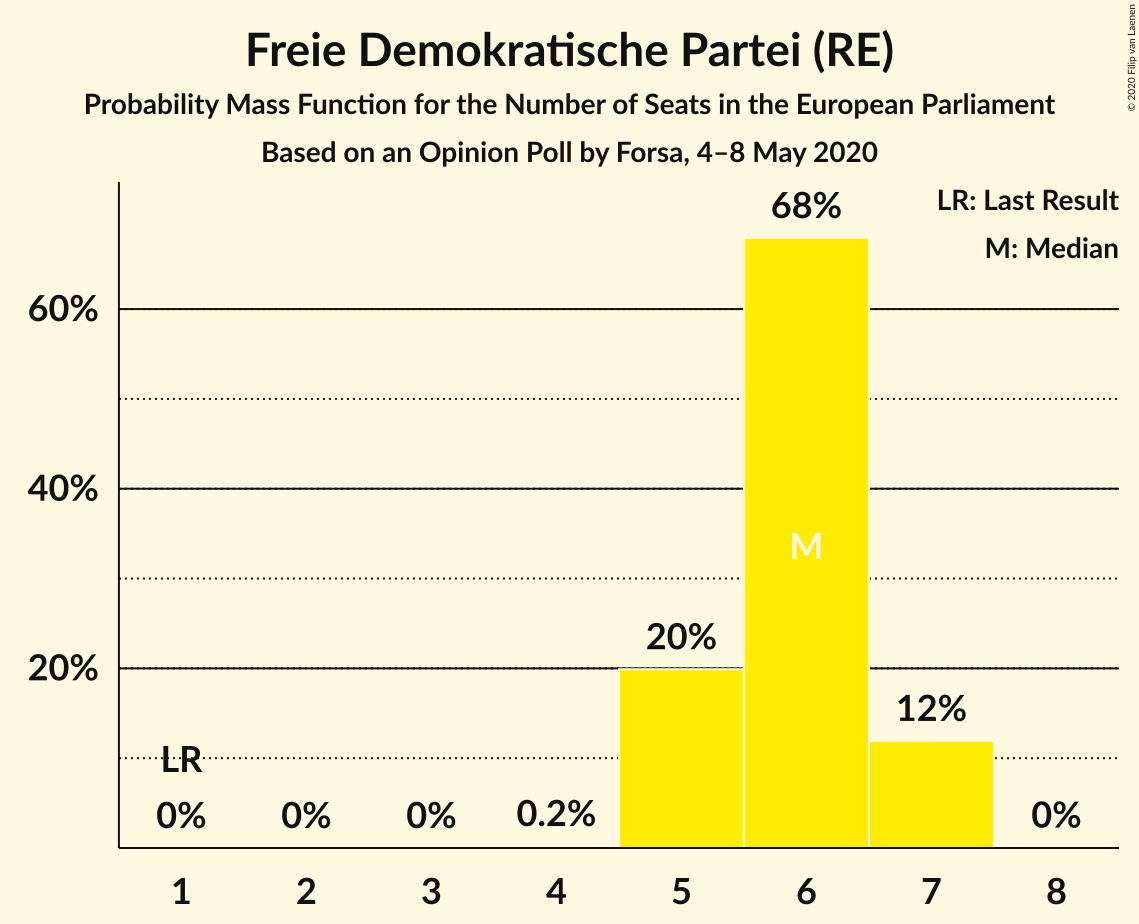 Freie Demokratische Partei (RE)
Probability Mass Function for the Number of Seats in the European Parliament
Based on an Opinion Poll by Forsa, 4–8 May 2020
© 2020 Filip van Laenen
LR: Last Result
M: Median
68%
60%
40%
M
20%
20%
12%
LR
0%
0%
0%
0.2%
0%
1 2 3 4 5 6 7 8